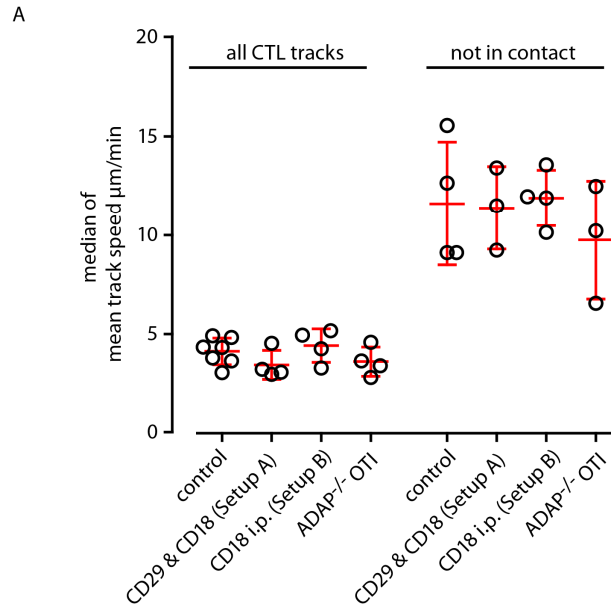 A
all CTL tracks
not in contact
median of
mean track speed µm/min
20
15
10
5
0
control
CD29 & CD18 (Setup A)
CD18 i.p. (Setup B)
ADAP-/- OTI
control
CD29 & CD18 (Setup A)
CD18 i.p. (Setup B)
ADAP-/- OTI